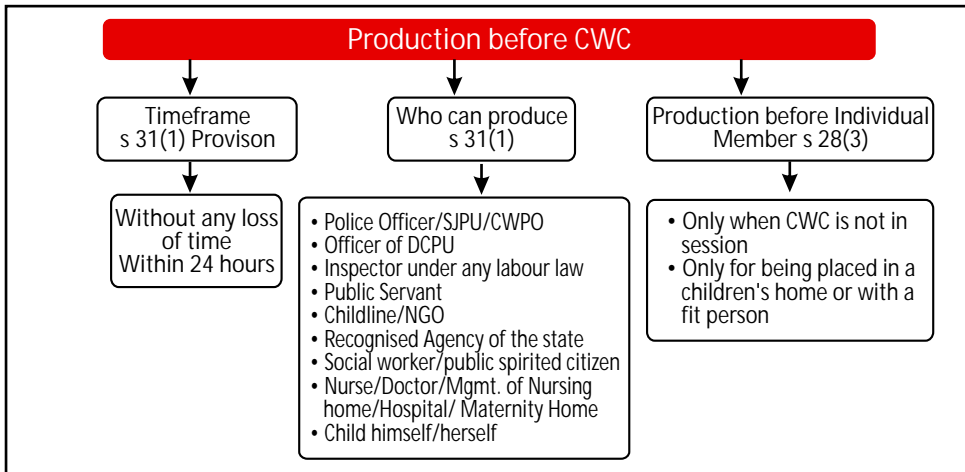 Production before CWC
Timeframe
s 31(1) Provison
Without any loss
of time
Within 24 hours
Who can produce
s 31(1)
• Police Officer/SJPU/CWPO
• Officer of DCPU
• Inspector under any labour law
• Public Servant
• Childline/NGO
• Recognised Agency of the state
• Social worker/public spirited citizen
• Nurse/Doctor/Mgmt. of Nursing
home/Hospital/ Maternity Home
• Child himself/herself
Production before Individual
Member s 28(3)
• Only when CWC is not in
session
• Only for being placed in a
children's home or with a
fit person